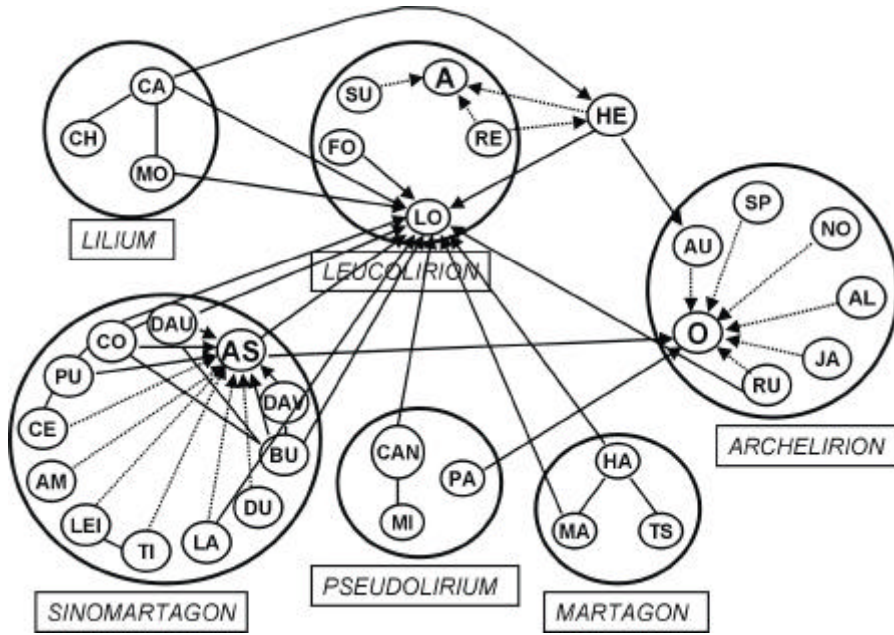 CA
CH
MO
LILIUM
SU
A
RE
FO
LO
LEUCOLIRION
HE
SP
NO
AU
AL
O
JA
RU
ARCHELIRION
DAU
CO
AS
PU
DAV
CE
BU
AM
DU
LEI
LA
TI
SINOMARTAGON
CAN
PA
MI
PSEUDOLIRIUM
HA
MA
TS
MARTAGON